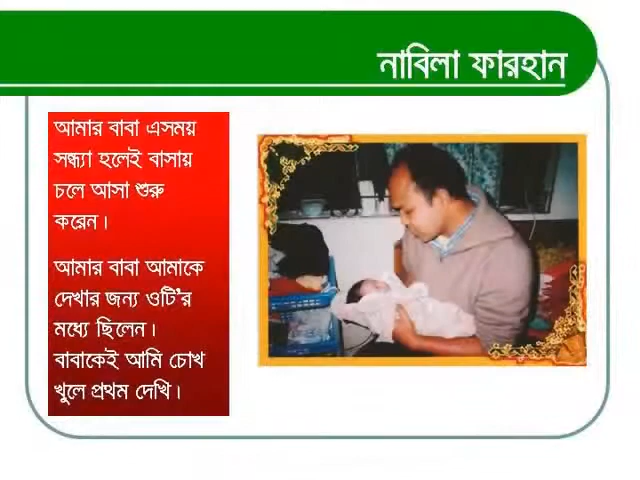 নাবিলা ফারহান
আমার বাবা এসময়
সন্ধ্যা হলেই বাসায়
চলে আসা শুরু
করেন।
আমার বাবা আমাকে
দেখার জন্য ওটি’র
মধ্যে ছিলেন।
বাবাকেই আমি চোখ
খুলে প্রথম দেখি।